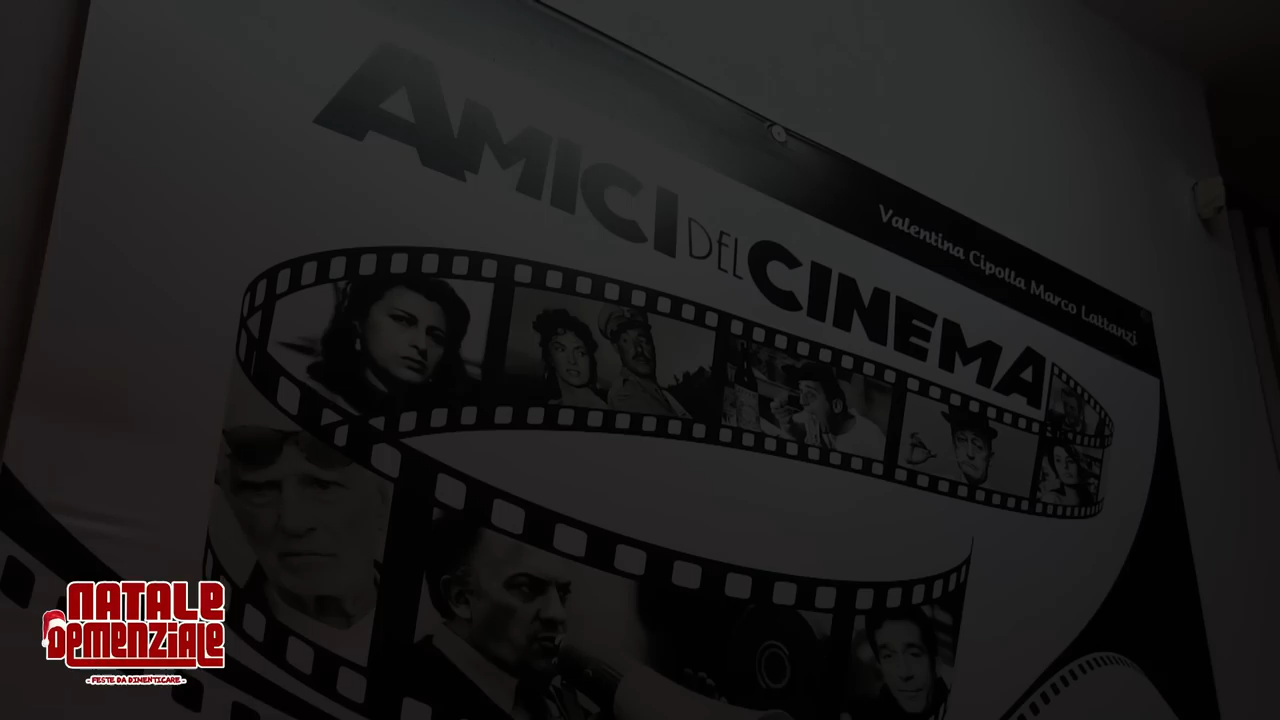 Valentina Cipolla Marco Lattanzi
AMICI DEL CINEMA
NATALE
DEMENZIALE
- FESTE DA DIMENTICARE -